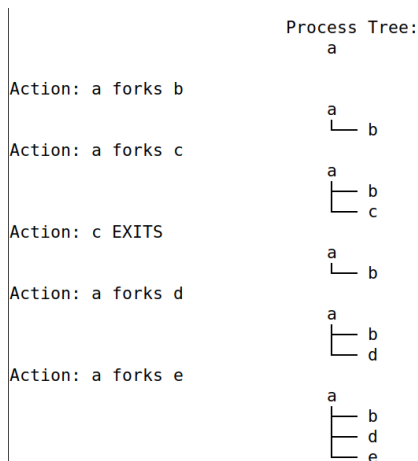 Process Tree:
a
Action: a forks b
a
└── b
Action: a forks c
a
├── b
└── c
Action: c EXITS
a
└── b
Action: a forks d
a
├── b
└── d
Action: a forks e
a
├── b
├── d
└── e